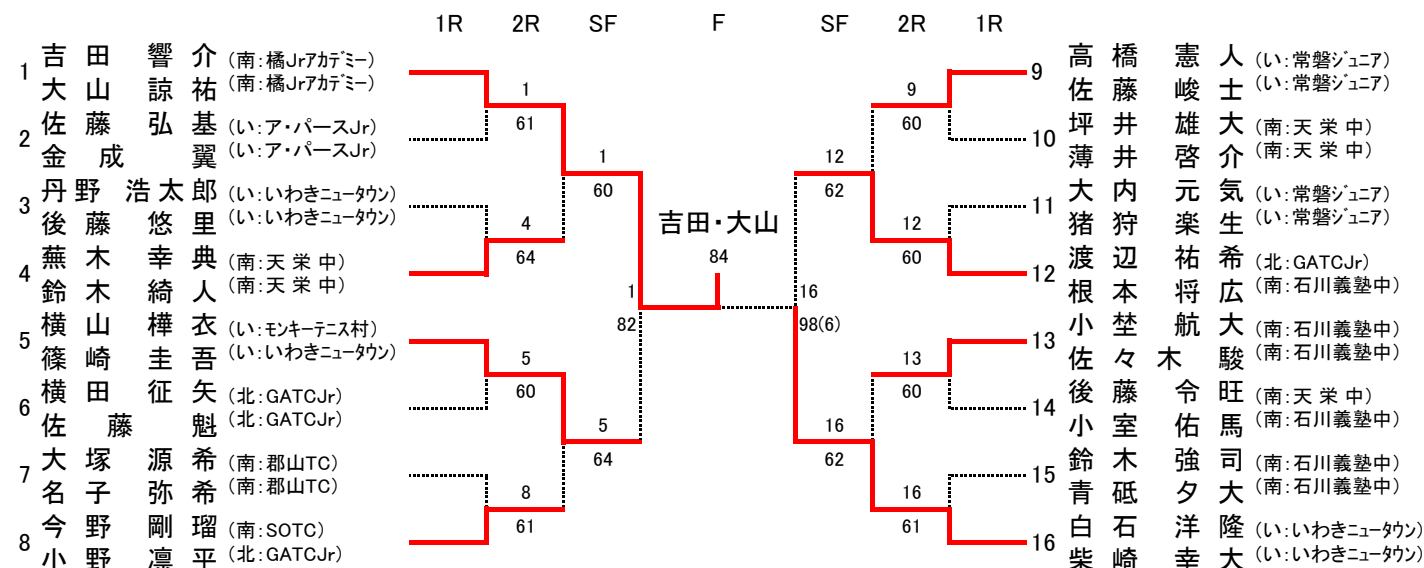 1R 2R SF F SF 2R 1R
1 吉田 響介 (南:橘Jrアカデミー)
大山 諒祐 (南:橘Jrアカデミー)
2 佐藤 弘基 (い:ア・パースJr)
金成 翼 (い:ア・パースJr)
3 丹野 浩太郎 (い:いわきニュータウン)
後藤 悠里 (い:いわきニュータウン)
4 蕪木 幸典 (南:天栄中)
鈴木 綺人 (南:天栄中)
5 横山 樺衣 (い:モンキーテニス村)
篠崎 圭吾 (い:いわきニュータウン)
6 横田 征矢 (北:GATCJr)
佐藤 魁 (北:GATCJr)
7 大塚 源希 (南:郡山TC)
名子 弥希 (南:郡山TC)
8 今野 剛瑠 (南:SOTC)
小野 凛平 (北:GATCJr)
1
61
4
64
5
60
8
61
1
60
5
64
1
82
吉田・大山
84
16
98(6)
12
62
16
62
9
60
12
60
13
60
16
61
9 高橋 憲人 (い:常磐ジュニア)
佐藤 峻士 (い:常磐ジュニア)
10 坪井 雄大 (南:天栄中)
薄井 啓介 (南:天栄中)
11 大内 元気 (い:常磐ジュニア)
猪狩 楽生 (い:常磐ジュニア)
12 渡辺 祐希 (北:GATCJr)
根本 将広 (南:石川義塾中)
13 小埜 航大 (南:石川義塾中)
佐々木 駿 (南:石川義塾中)
14 後藤 令旺 (南:天栄中)
小室 佑馬 (南:石川義塾中)
15 鈴木 強司 (南:石川義塾中)
青砥 夕大 (南:石川義塾中)
16 白石 洋隆 (い:いわきニュータウン)
柴崎 幸大 (い:いわきニュータウン)